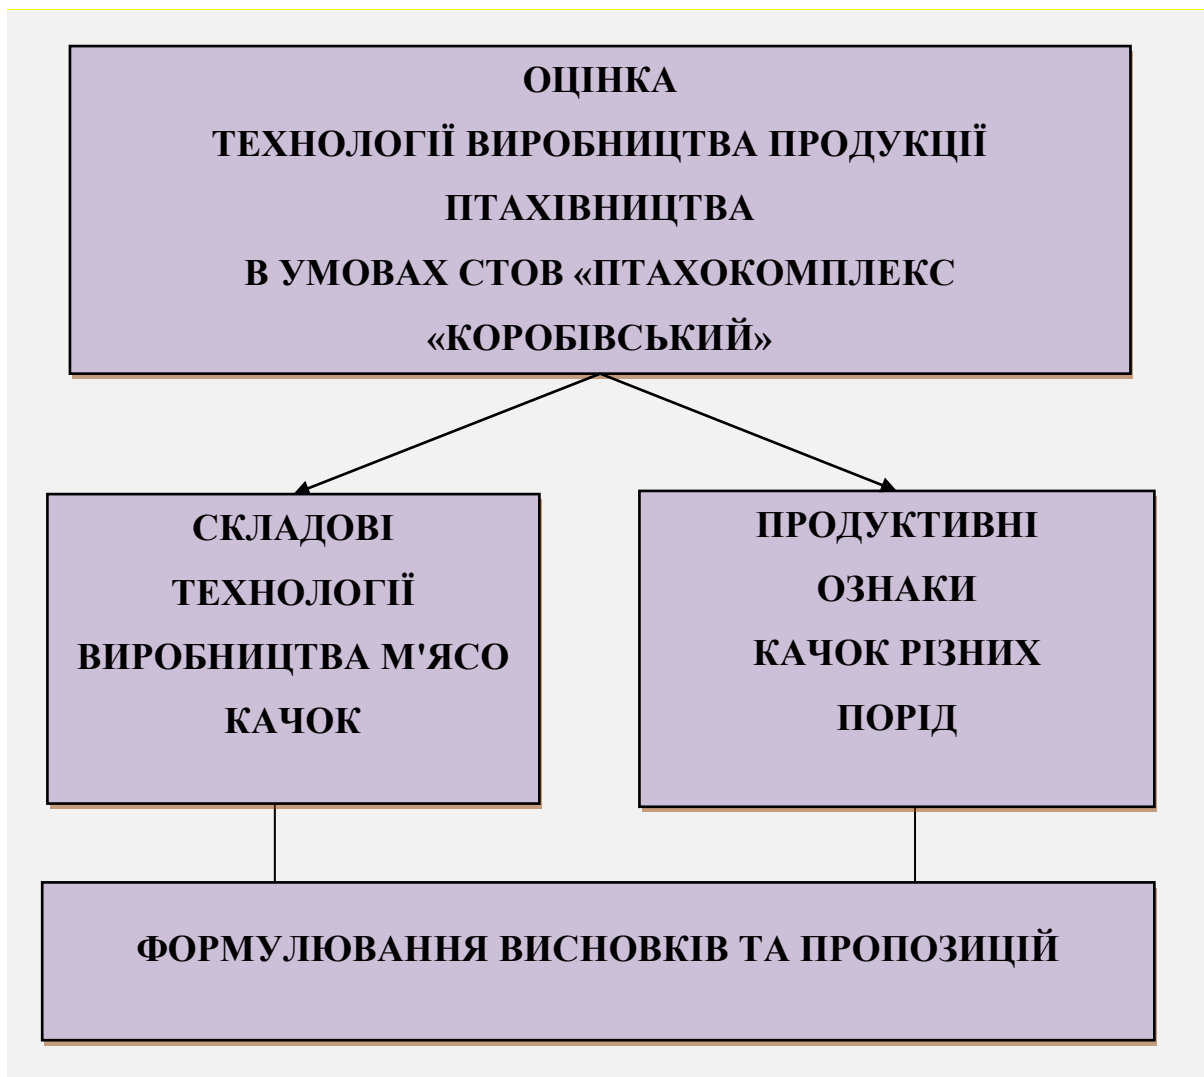 ОЦІНКА
ТЕХНОЛОГІЇ ВИРОБНИЦТВА ПРОДУКЦІЇ
ПТАХІВНИЦТВА
В УМОВАХ СТОВ «ПТАХОКОМПЛЕКС
«КОРОБІВСЬКИЙ»
СКЛАДОВІ
ТЕХНОЛОГІЇ
ВИРОБНИЦТВА М'ЯСО
КАЧОК
ПРОДУКТИВНІ
ОЗНАКИ
КАЧОК РІЗНИХ
ПОРІД
ФОРМУЛЮВАННЯ ВИСНОВКІВ ТА ПРОПОЗИЦІЙ